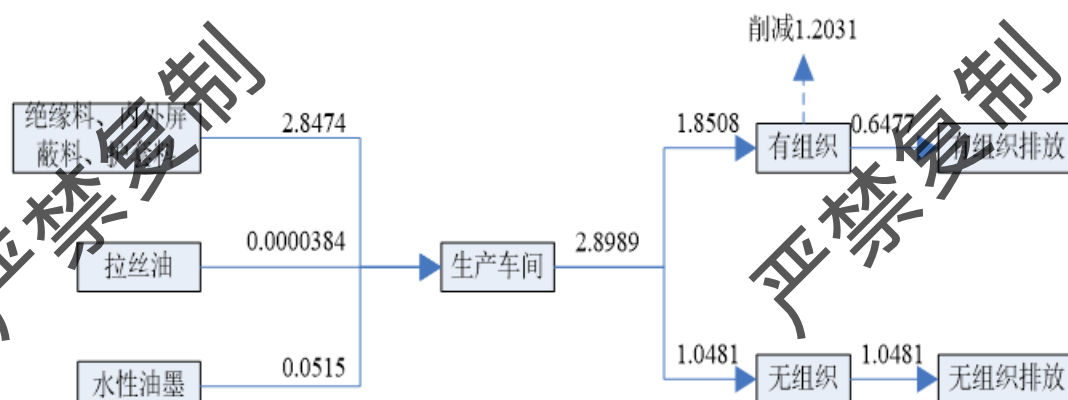 削减1.2031
绝缘料、内外屏
蔽料、护套料
2.8474
1.8508
有组织
0.6477
有组织排放
拉丝油
0.0000384
生产车间
2.8989
水性油墨
0.0515
1.0481
无组织
1.0481
无组织排放
严禁复制
严禁复制